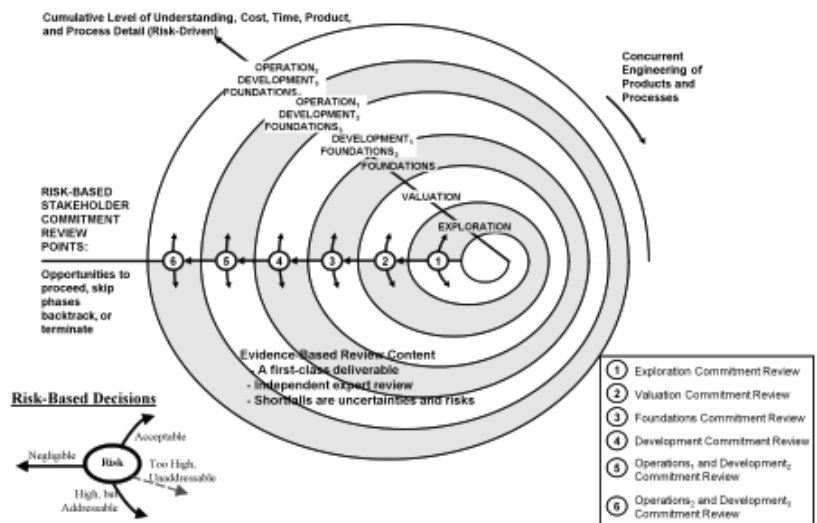 Cumulative Level of Understanding, Cost, Time, Product,
and Process Detail (Risk-Driven)
Concurrent
Engineering of
Products and
Processes
OPERATION₂
DEVELOPMENT₃
FOUNDATIONS
OPERATION₁
DEVELOPMENT₂
FOUNDATIONS₃
DEVELOPMENT₁
FOUNDATIONS₂
FOUNDATIONS
VALUATION
EXPLORATION
RISK-BASED
STAKEHOLDER
COMMITMENT
REVIEW
POINTS:
6 5 4 3 2 1
Opportunities to
proceed, skip
phases
backtrack, or
terminate
Evidence-Based Review Content
- A first-class deliverable
- Independent expert review
- Shortfalls are uncertainties and risks
Risk-Based Decisions
Acceptable
Negligible
Risk
Too High,
Unaddressable
High, but
Addressable
1 Exploration Commitment Review
2 Valuation Commitment Review
3 Foundations Commitment Review
4 Development Commitment Review
5 Operations₁ and Development₂
Commitment Review
6 Operations₂ and Development₃
Commitment Review